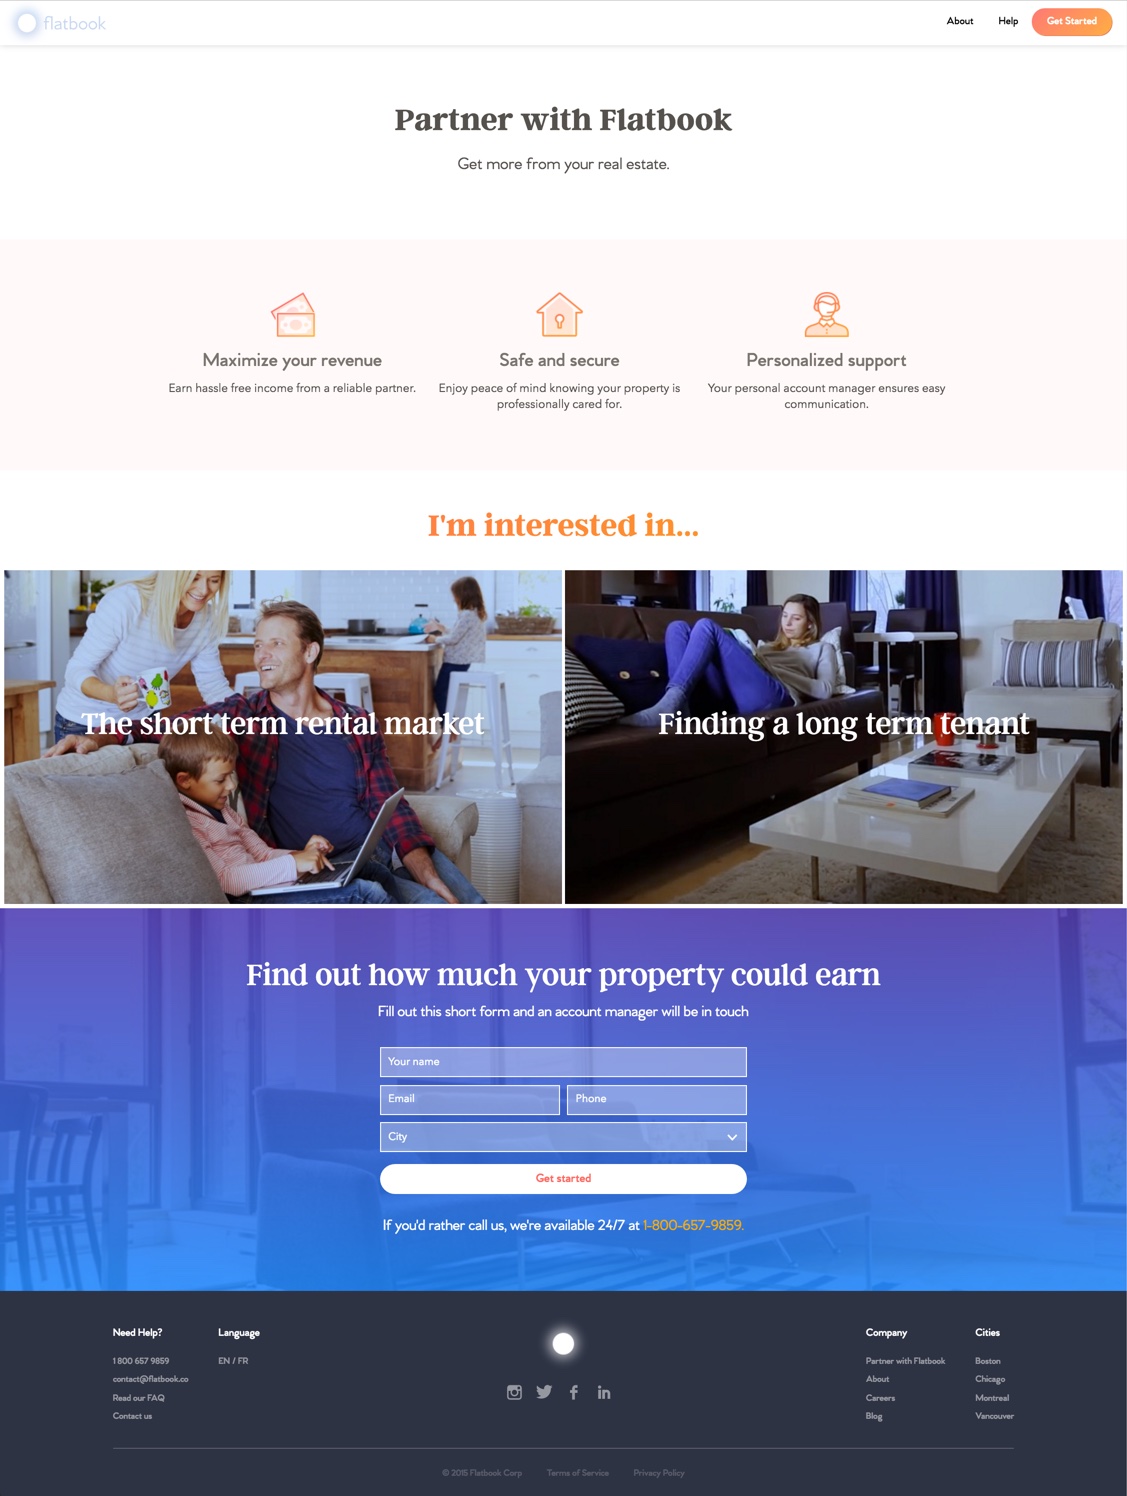 flatbook
About Help Get Started
Partner with Flatbook
Get more from your real estate.
Maximize your revenue
Earn hassle free income from a reliable partner.
Safe and secure
Enjoy peace of mind knowing your property is
professionally cared for.
Personalized support
Your personal account manager ensures easy
communication.
I'm interested in...
The short term rental market
Finding a long term tenant
Find out how much your property could earn
Fill out this short form and an account manager will be in touch
Your name
Email
Phone
City
Get started
If you'd rather call us, we're available 24/7 at 1-800-657-9859.
Need Help?
1 800 657 9859
contact@flatbook.co
Read our FAQ
Contact us
Language
EN / FR
Company
Partner with Flatbook
About
Careers
Blog
Cities
Boston
Chicago
Montreal
Vancouver
© 2015 Flatbook Corp Terms of Service Privacy Policy